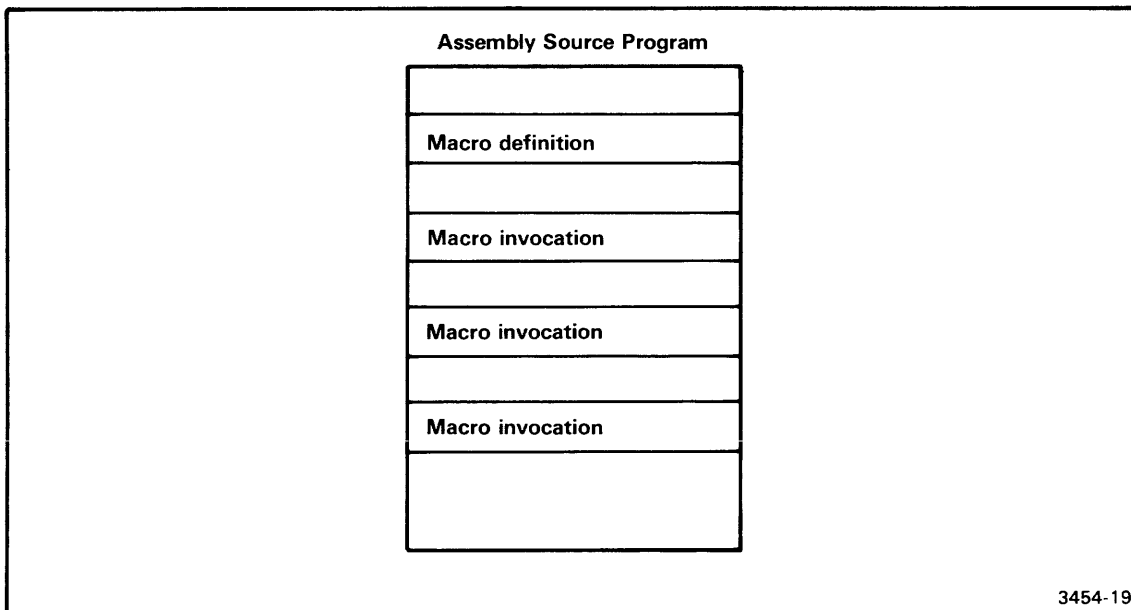 Assembly Source Program
Macro definition
Macro invocation
Macro invocation
Macro invocation
3454-19